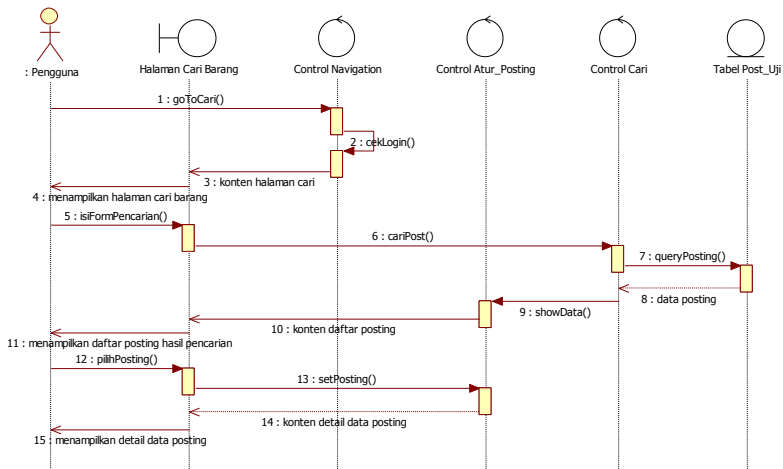 : Pengguna
Halaman Cari Barang
Control Navigation
Control Atur_Posting
Control Cari
Tabel Post_Uji
1 : goToCari()
2 : cekLogin()
3 : konten halaman cari
4 : menampilkan halaman cari barang
5 : isiFormPencarian()
6 : cariPost()
7 : queryPosting()
8 : data posting
9 : showData()
10 : konten daftar posting
11 : menampilkan daftar posting hasil pencarian
12 : pilihPosting()
13 : setPosting()
14 : konten detail data posting
15 : menampilkan detail data posting